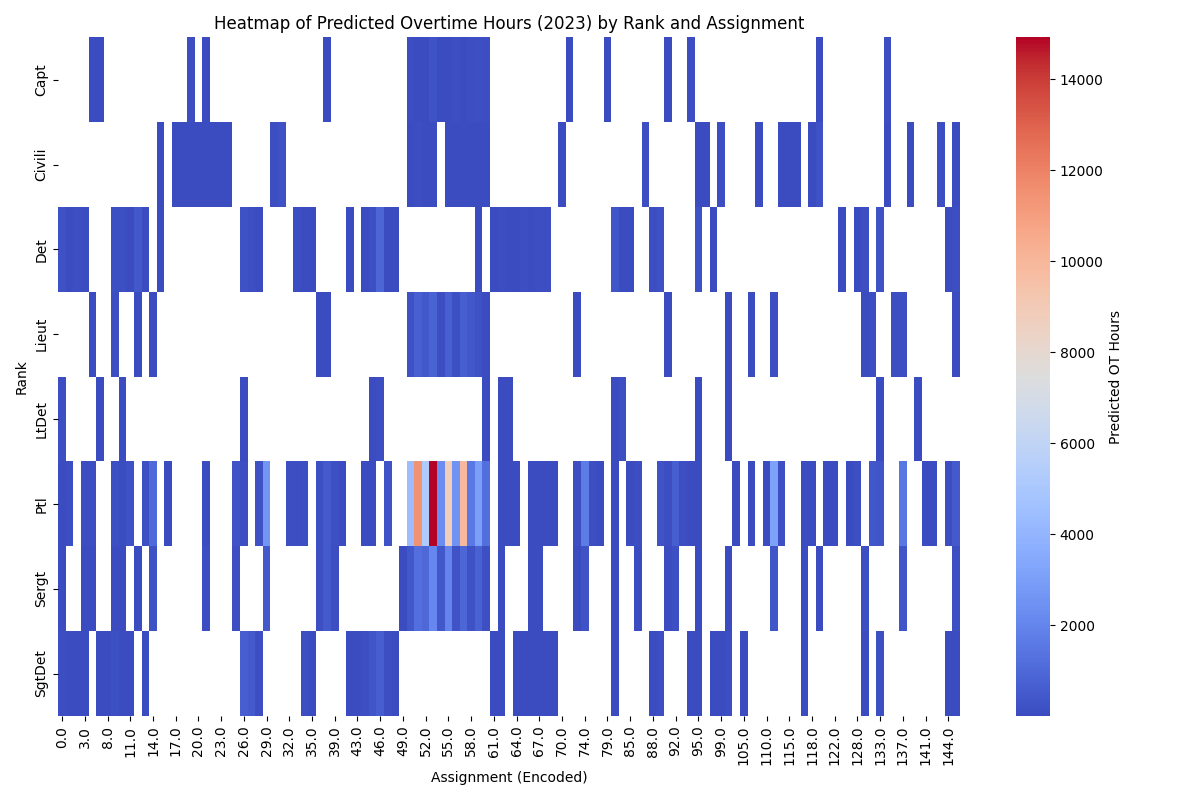 Heatmap of Predicted Overtime Hours (2023) by Rank and Assignment
Rank
Capt
Civili
Det
Lieut
LtDet
Ptl
Sergt
SgtDet
0.0 3.0 8.0 11.0 14.0 17.0 20.0 23.0 26.0 29.0 32.0 35.0 39.0 43.0 46.0 49.0 52.0 55.0 58.0 61.0 64.0 67.0 70.0 74.0 79.0 85.0 88.0 92.0 95.0 99.0 105.0 110.0 115.0 118.0 122.0 128.0 133.0 137.0 141.0 144.0
Assignment (Encoded)
14000
12000
10000
8000
6000
4000
2000
Predicted OT Hours